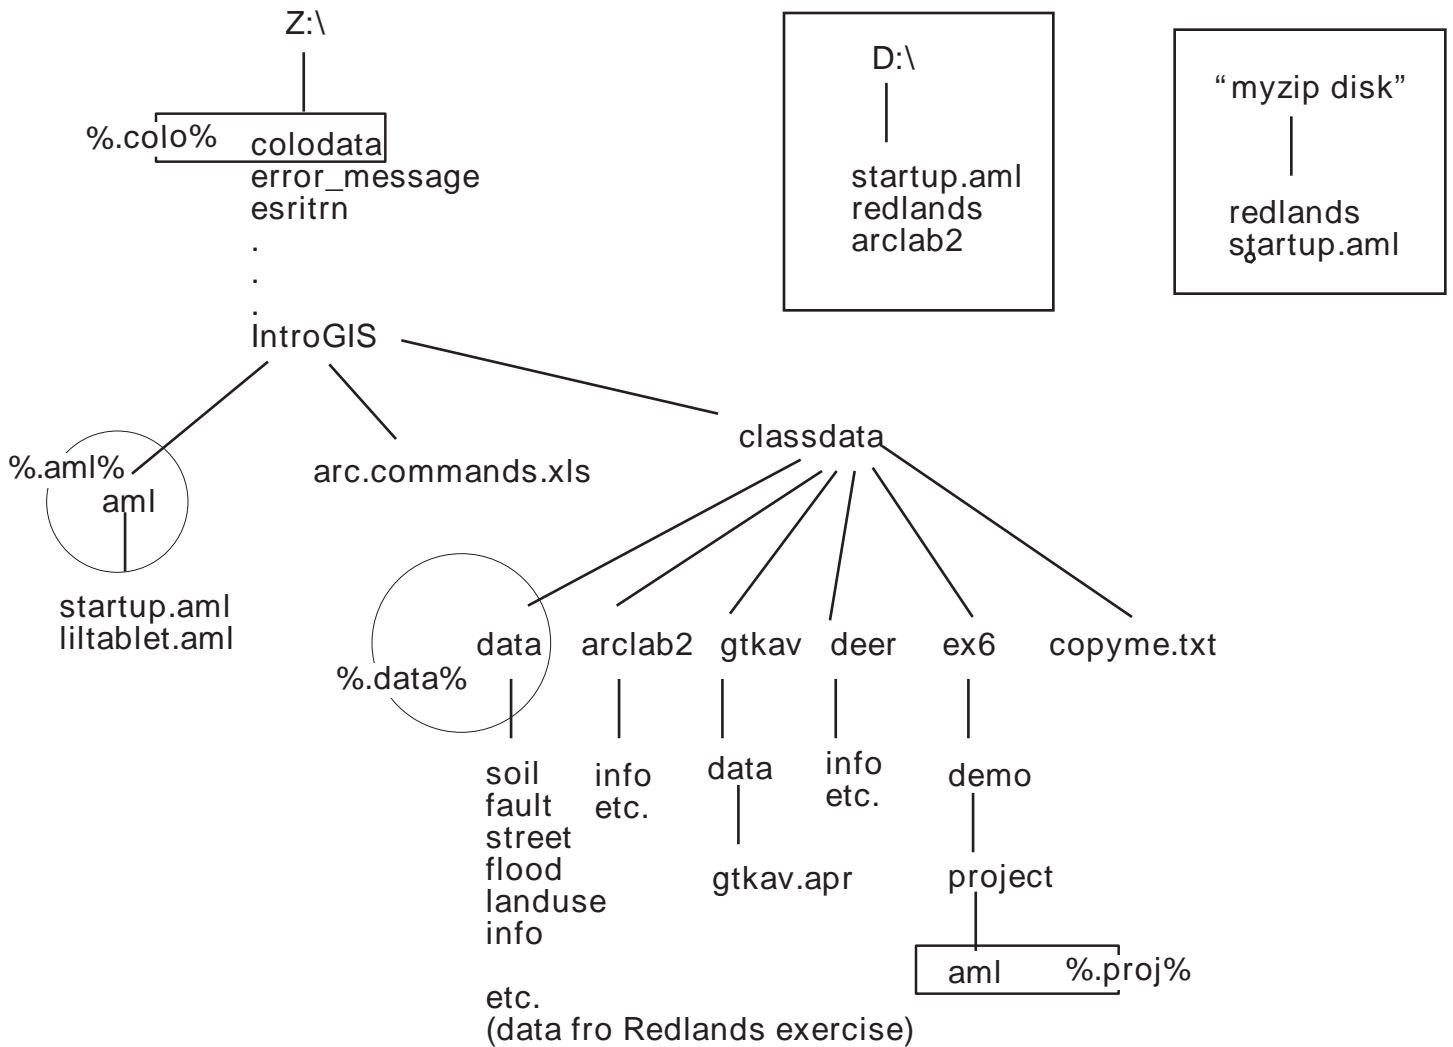 Z:\
D:\
“myzip disk”
%.colo%
colodata
error_message
esritrn
.
.
.
IntroGIS
startup.aml
redlands
arclab2
redlands
startup.aml
classdata
%.aml%
aml
arc.commands.xls
startup.aml
liltablet.aml
data
arclab2
gtkav
deer
ex6
copyme.txt
%.data%
soil
fault
street
flood
landuse
info
etc.
(data fro Redlands exercise)
info
etc.
data
gtkav.apr
info
etc.
demo
project
aml
%.proj%